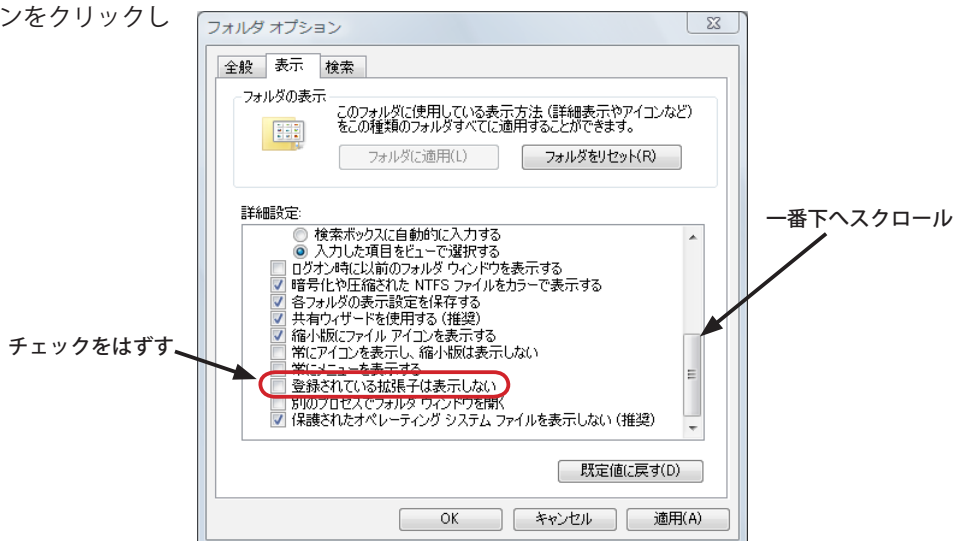 ンをクリックし
フォルダ オプション
全般 表示 検索
フォルダの表示
このフォルダに使用している表示方法 (詳細表示やアイコンなど)
をこの種類のフォルダすべてに適用することができます。
フォルダに適用(L) フォルダをリセット(R)
詳細設定:
検索ボックスに自動的に入力する
入力した項目をビューで選択する
ログオン時に以前のフォルダ ウィンドウを表示する
暗号化や圧縮された NTFS ファイルをカラーで表示する
各フォルダの表示設定を保存する
共有ウィザードを使用する (推奨)
縮小版にファイル アイコンを表示する
常にアイコンを表示し、縮小版は表示しない
常にメニューを表示する
登録されている拡張子は表示しない
別のプロセスでフォルダ ウィンドウを開く
保護されたオペレーティング システム ファイルを表示しない (推奨)
一番下へスクロール
チェックをはずす
既定値に戻す(D)
OK キャンセル 適用(A)